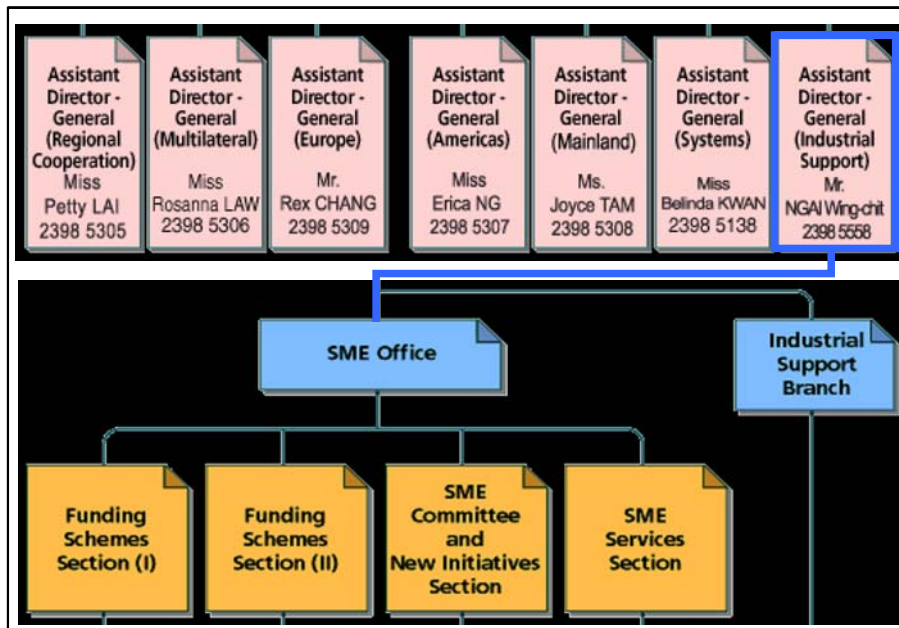 Assistant
Director -
General
(Regional
Cooperation)
Miss
Petty LAI
2398 5305
Assistant
Director -
General
(Multilateral)
Miss
Rosanna LAW
2398 5306
Assistant
Director -
General
(Europe)
Mr.
Rex CHANG
2398 5309
Assistant
Director -
General
(Americas)
Miss
Erica NG
2398 5307
Assistant
Director -
General
(Mainland)
Ms.
Joyce TAM
2398 5308
Assistant
Director -
General
(Systems)
Miss
Belinda KWAN
2398 5138
Assistant
Director -
General
(Industrial
Support)
Mr.
NGAI Wing-chit
2398 5558
SME Office
Industrial
Support
Branch
Funding
Schemes
Section (I)
Funding
Schemes
Section (II)
SME
Committee
and
New Initiatives
Section
SME
Services
Section